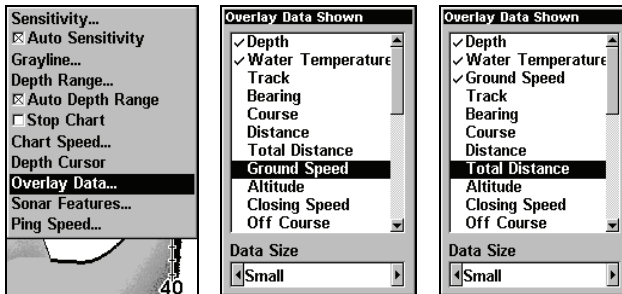 Sensitivity...
Auto Sensitivity
Grayline...
Depth Range...
Auto Depth Range
Stop Chart
Chart Speed...
Depth Cursor
Overlay Data...
Sonar Features...
Ping Speed...
40
Overlay Data Shown
Depth
Water Temperature
Track
Bearing
Course
Distance
Total Distance
Ground Speed
Altitude
Closing Speed
Off Course
Data Size
Small
Overlay Data Shown
Depth
Water Temperature
Ground Speed
Track
Bearing
Course
Distance
Total Distance
Altitude
Closing Speed
Off Course
Data Size
Small